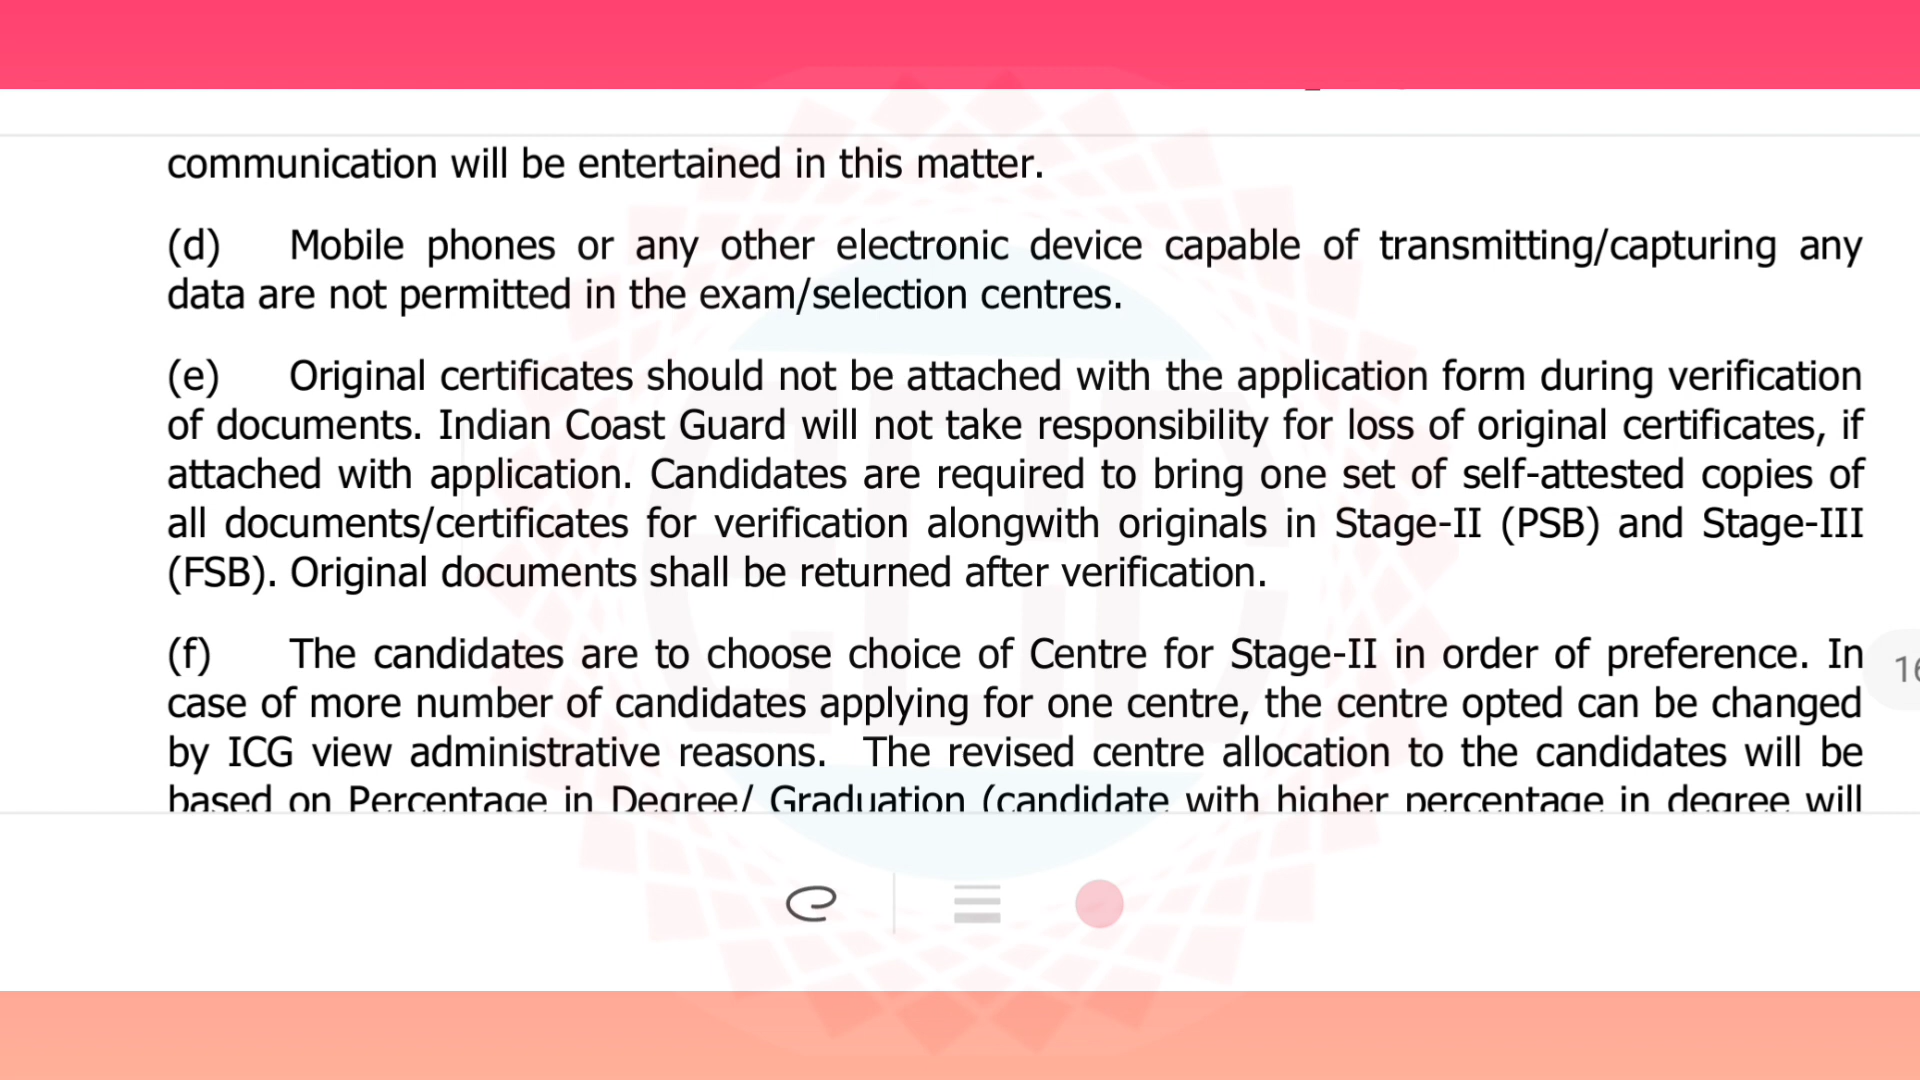 communication will be entertained in this matter.
(d) Mobile phones or any other electronic device capable of transmitting/capturing any
data are not permitted in the exam/selection centres.
(e) Original certificates should not be attached with the application form during verification
of documents. Indian Coast Guard will not take responsibility for loss of original certificates, if
attached with application. Candidates are required to bring one set of self-attested copies of
all documents/certificates for verification alongwith originals in Stage-II (PSB) and Stage-III
(FSB). Original documents shall be returned after verification.
(f) The candidates are to choose choice of Centre for Stage-II in order of preference. In
case of more number of candidates applying for one centre, the centre opted can be changed
by ICG view administrative reasons. The revised centre allocation to the candidates will be
based on Percentage in Degree/ Graduation (candidate with higher percentage in degree will